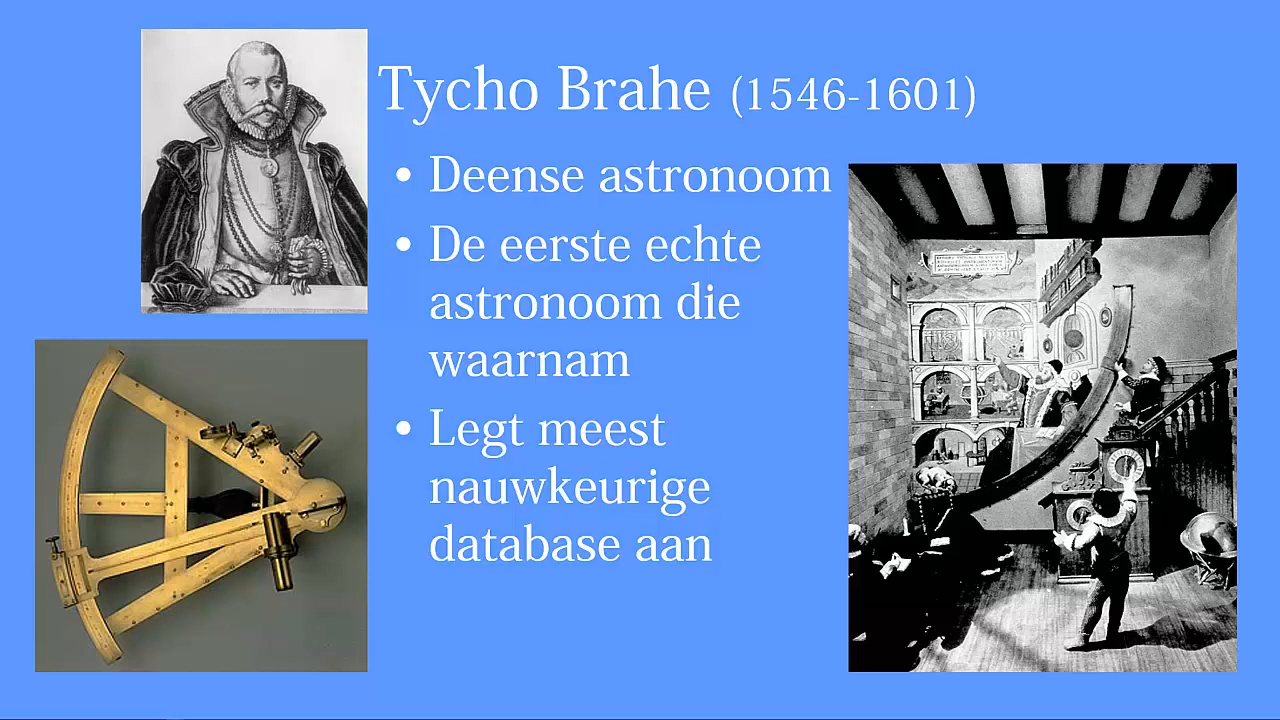 Tycho Brahe (1546-1601)
• Deense astronoom
• De eerste echte
astronoom die
waarnam
• Legt meest
nauwkeurige
database aan